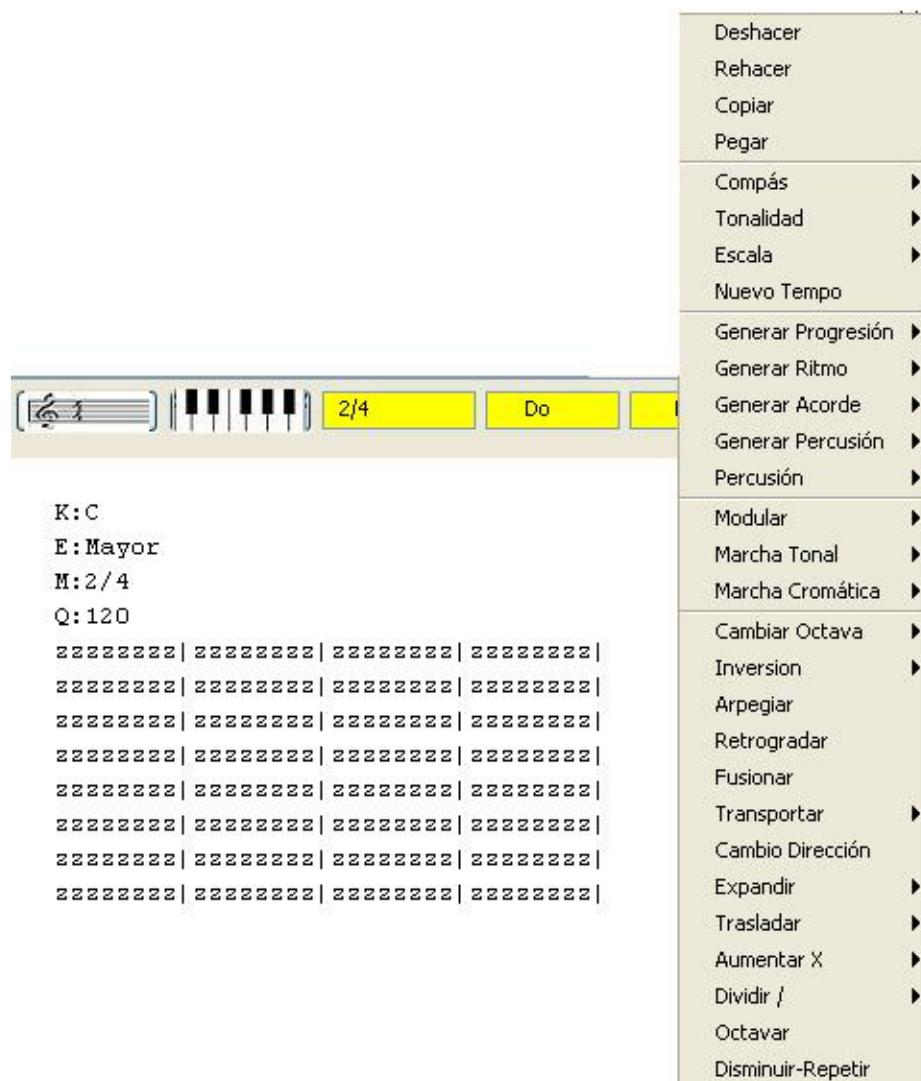 Deshacer
Rehacer
Copiar
Pegar
Compás
Tonalidad
Escala
Nuevo Tempo
Generar Progresión
Generar Ritmo
Generar Acorde
Generar Percusión
Percusión
Modular
Marcha Tonal
Marcha Cromática
Cambiar Octava
Inversion
Arpegiar
Retrogradar
Fusionar
Transportar
Cambio Dirección
Expandir
Trasladar
Aumentar X
Dividir /
Octavar
Disminuir-Repetir
2/4 Do
K:C
E:Mayor
M:2/4
Q:120
zzzzzzzz|zzzzzzzz|zzzzzzzz|zzzzzzzz|
zzzzzzzz|zzzzzzzz|zzzzzzzz|zzzzzzzz|
zzzzzzzz|zzzzzzzz|zzzzzzzz|zzzzzzzz|
zzzzzzzz|zzzzzzzz|zzzzzzzz|zzzzzzzz|
zzzzzzzz|zzzzzzzz|zzzzzzzz|zzzzzzzz|
zzzzzzzz|zzzzzzzz|zzzzzzzz|zzzzzzzz|
zzzzzzzz|zzzzzzzz|zzzzzzzz|zzzzzzzz|
zzzzzzzz|zzzzzzzz|zzzzzzzz|zzzzzzzz|